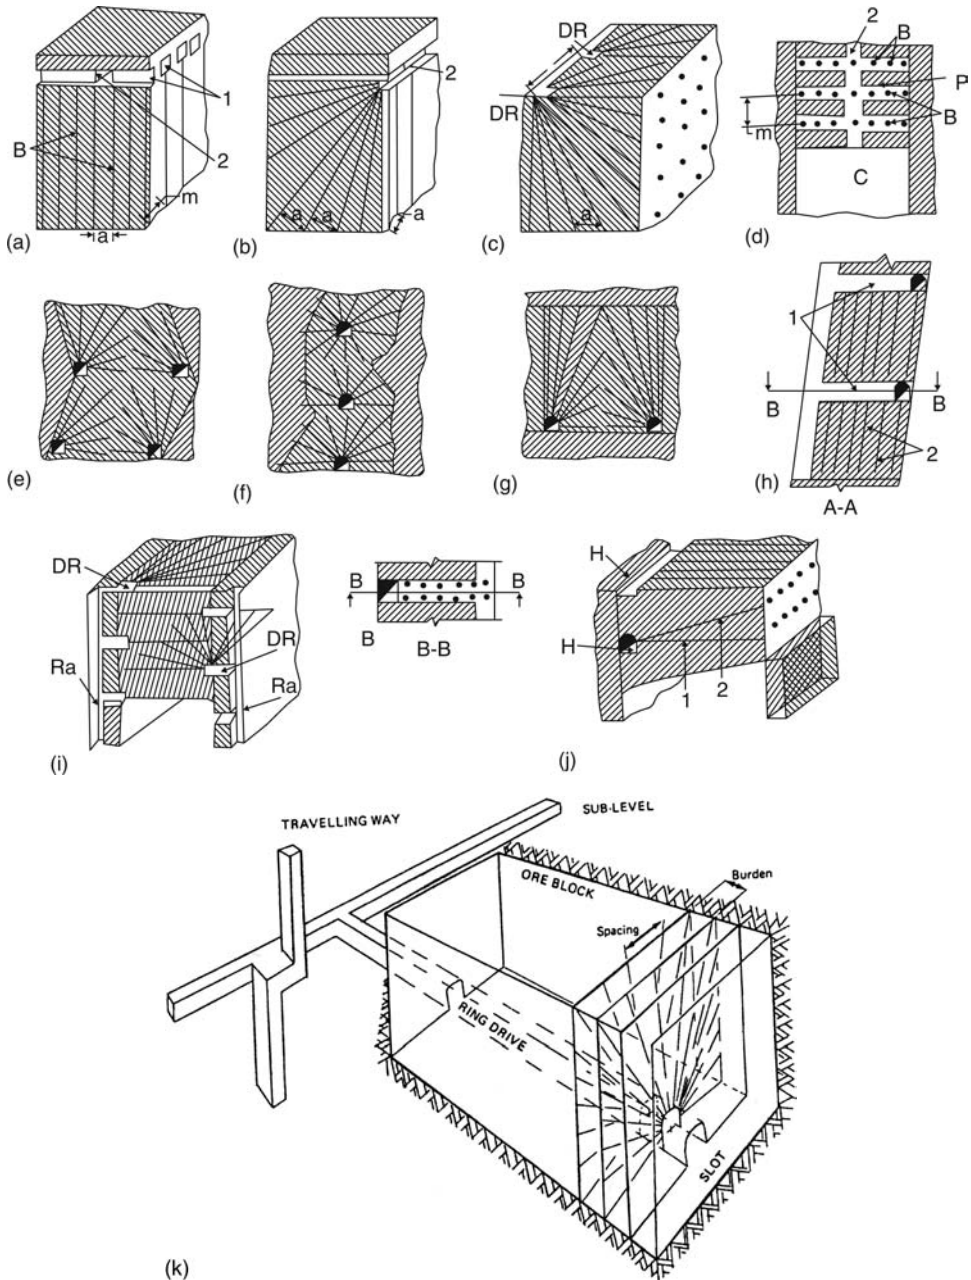 DR
2
B
1
2
DR
2
B
P
B
m
B
m
C
a
a
a
a
a
(a)
(b)
(c)
(d)
1
B
B
2
(e)
(f)
(g)
(h)
A-A
DR
Ra
DR
Ra
B
B
B
B-B
H
H
2
1
(i)
(j)
TRAVELLING WAY
SUB-LEVEL
ORE BLOCK
Burden
Spacing
RING DRIVE
SLOT
(k)